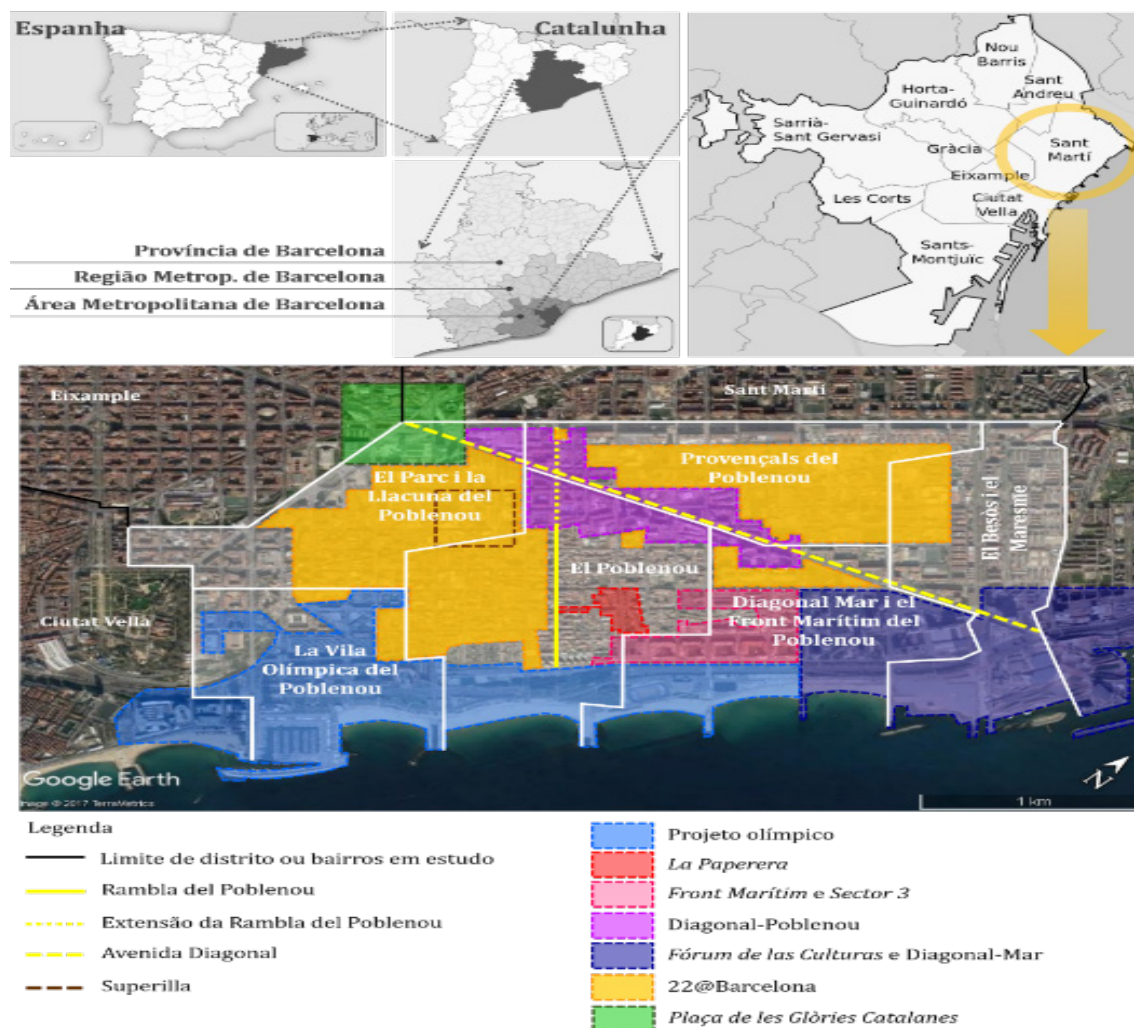 Espanha
Catalunha
Nou
Barris
Sant
Andreu
Horta-
Guinardó
Sarrià-
Sant Gervasi
Sant
Martí
Gràcia
Eixample
Les Corts
Ciutat
Vella
Sants-
Montjuïc
Província de Barcelona
Região Metrop. de Barcelona
Área Metropolitana de Barcelona
Eixample
Sant Martí
El Parc i la
Llacuna del
Poblenou
Provençals del
Poblenou
El Besòs i el
Maresme
El Poblenou
Ciutat Vella
Diagonal Mar i el
Front Marítim del
Poblenou
La Vila
Olímpica del
Poblenou
Google Earth
Image © 2017 TerraMetrics
N
1 km
Legenda
Limite de distrito ou bairros em estudo
Rambla del Poblenou
Extensão da Rambla del Poblenou
Avenida Diagonal
Superilla
Projeto olímpico
La Paperera
Front Marítim e Sector 3
Diagonal-Poblenou
Fórum de las Culturas e Diagonal-Mar
22@Barcelona
Plaça de les Glòries Catalanes